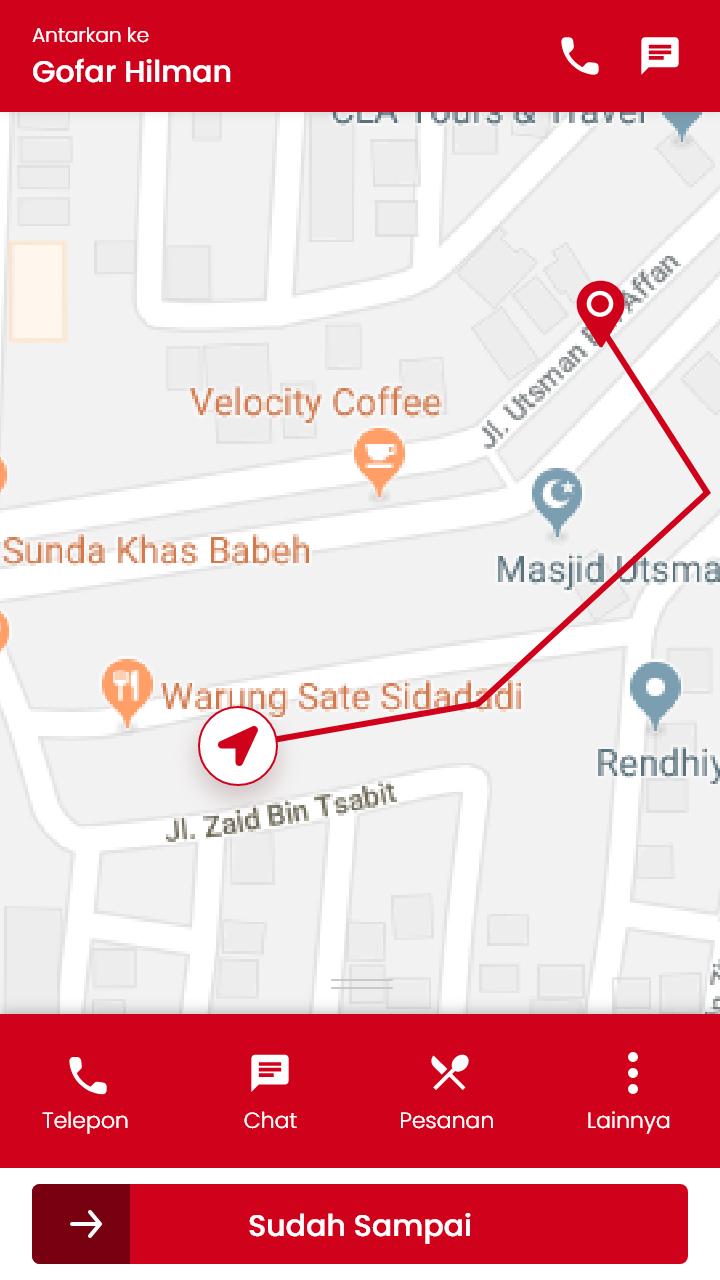 Antarkan ke
Gofar Hilman
CLA Tours & Travel
Jl. Utsman Bin Affan
Velocity Coffee
Sunda Khas Babeh
Masjid Utsma
Warung Sate Sidadadi
Rendhiy
Jl. Zaid Bin Tsabit
Telepon
Chat
Pesanan
Lainnya
Sudah Sampai